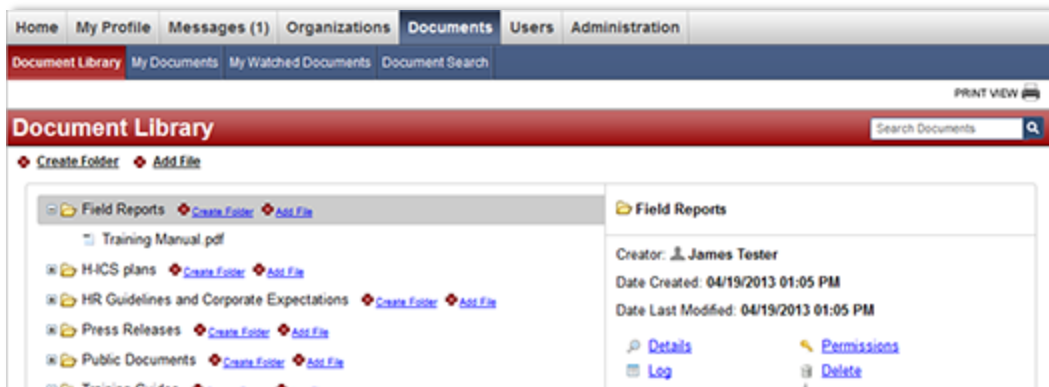 Home My Profile Messages (1) Organizations Documents Users Administration
Document Library My Documents My Watched Documents Document Search
PRINT VIEW
Document Library
Search Documents
Create Folder Add File
Field Reports Create Folder Add File
Training Manual.pdf
H-ICS plans Create Folder Add File
HR Guidelines and Corporate Expectations Create Folder Add File
Press Releases Create Folder Add File
Public Documents Create Folder Add File
Training Guides
Field Reports
Creator: James Tester
Date Created: 04/19/2013 01:05 PM
Date Last Modified: 04/19/2013 01:05 PM
Details Permissions
Log Delete